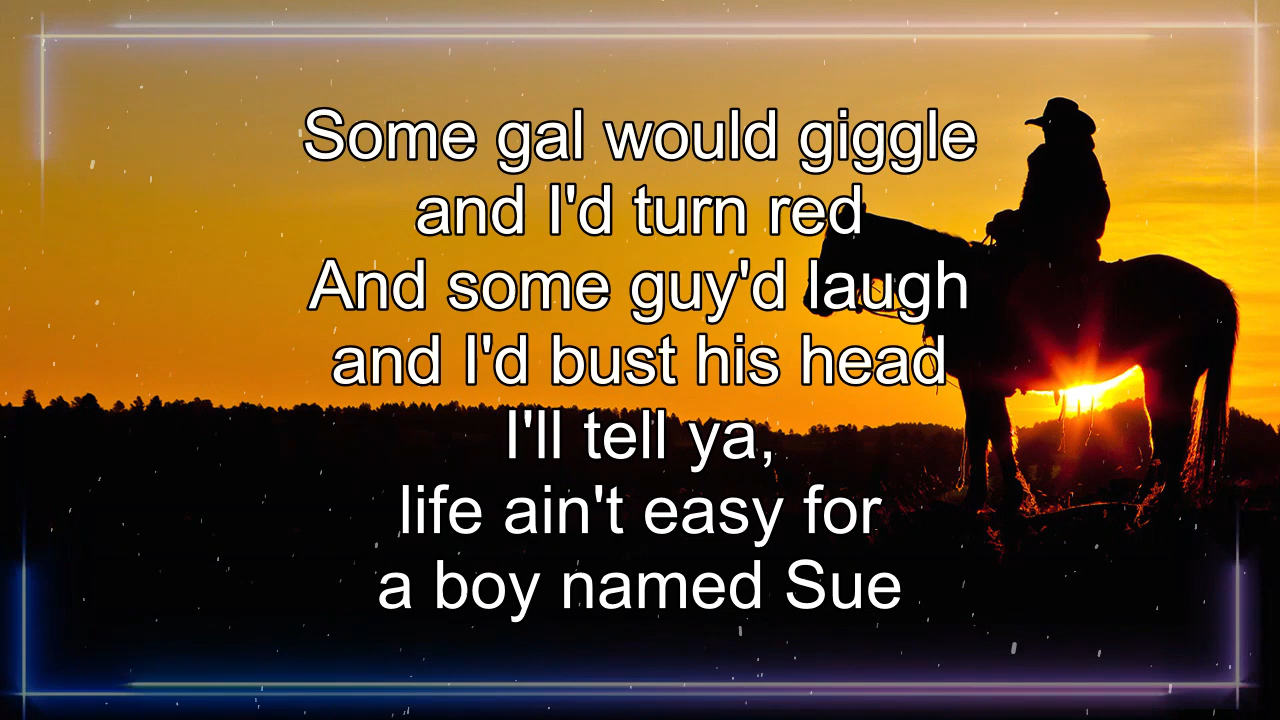 Some gal would giggle
and I'd turn red
And some guy'd laugh
and I'd bust his head
I'll tell ya,
life ain't easy for
a boy named Sue